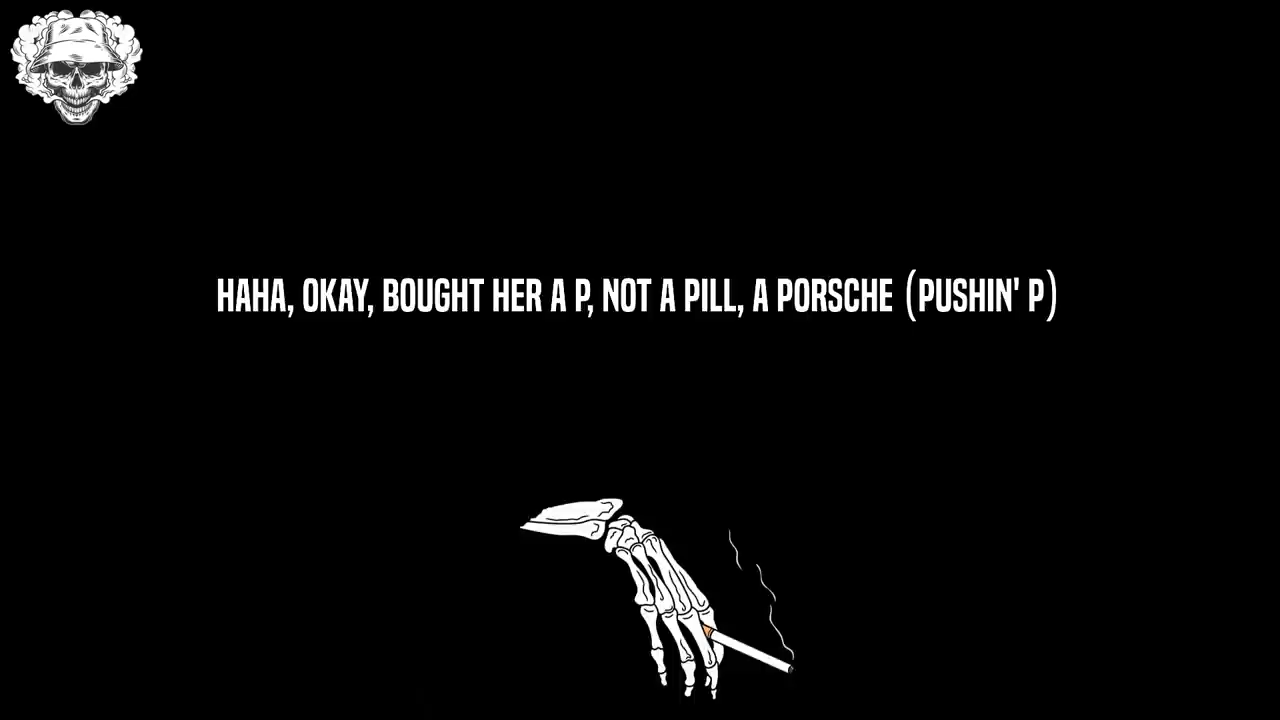 HAHA, OKAY, BOUGHT HER A P, NOT A PILL, A PORSCHE (PUSHIN' P)